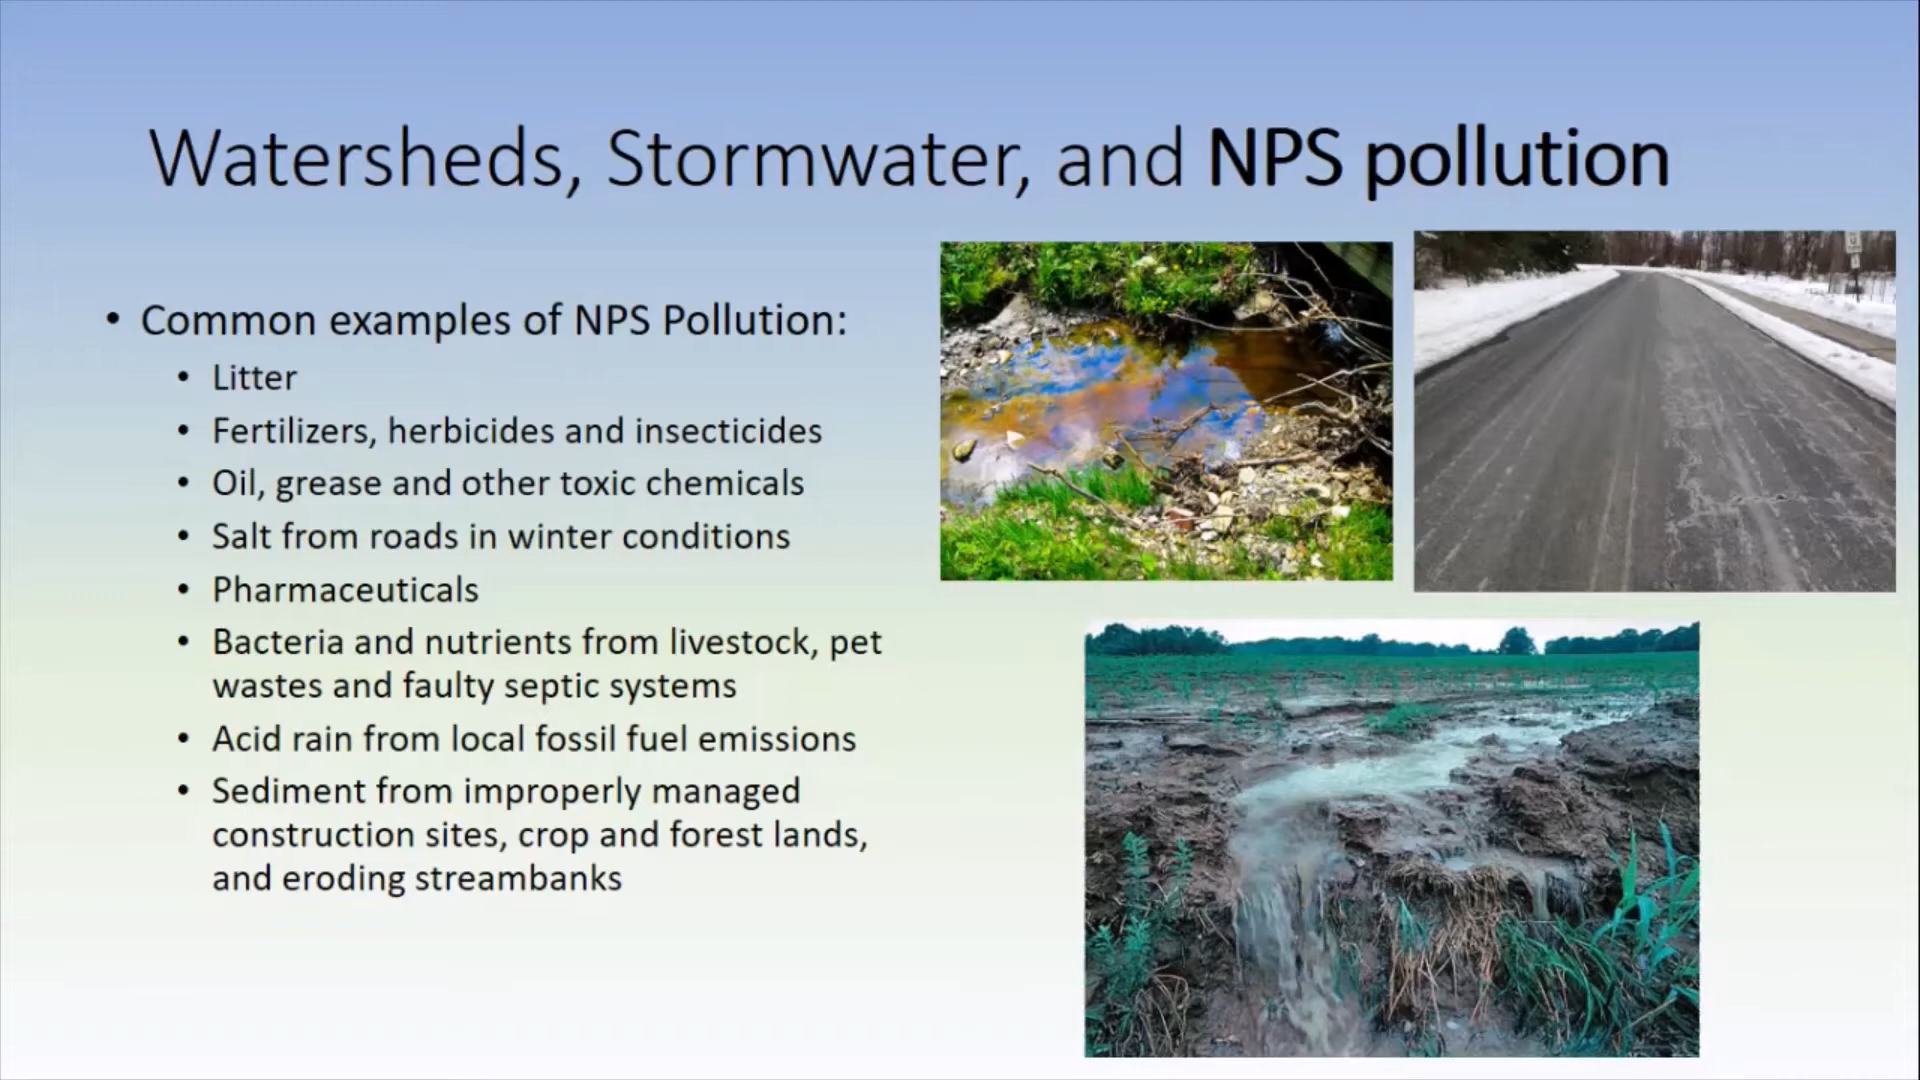 Watersheds, Stormwater, and NPS pollution
• Common examples of NPS Pollution:
• Litter
• Fertilizers, herbicides and insecticides
• Oil, grease and other toxic chemicals
• Salt from roads in winter conditions
• Pharmaceuticals
• Bacteria and nutrients from livestock, pet
wastes and faulty septic systems
• Acid rain from local fossil fuel emissions
• Sediment from improperly managed
construction sites, crop and forest lands,
and eroding streambanks